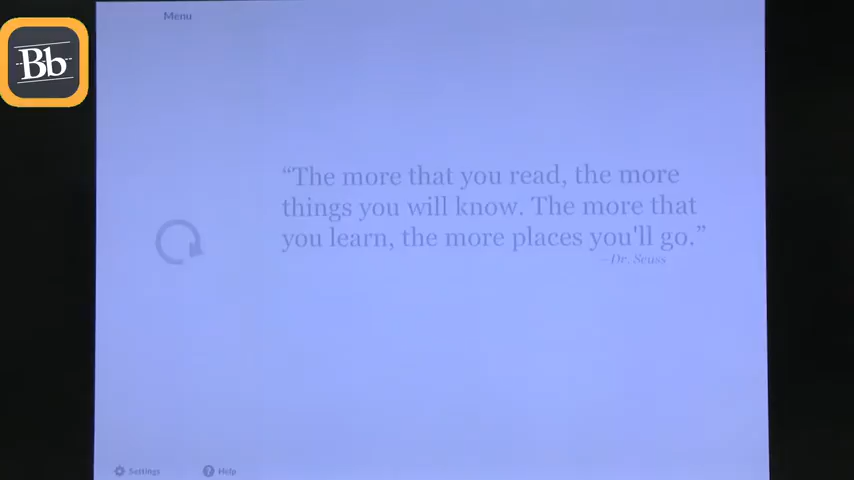 Menu
Bb
“The more that you read, the more
things you will know. The more that
you learn, the more places you'll go.”
—Dr. Seuss
Settings
? Help